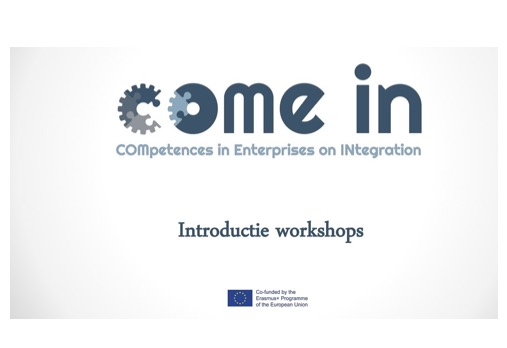 come in
COMpetences in Enterprises on INtegration
Introductie workshops
Co-funded by the
Erasmus+ Programme
of the European Union